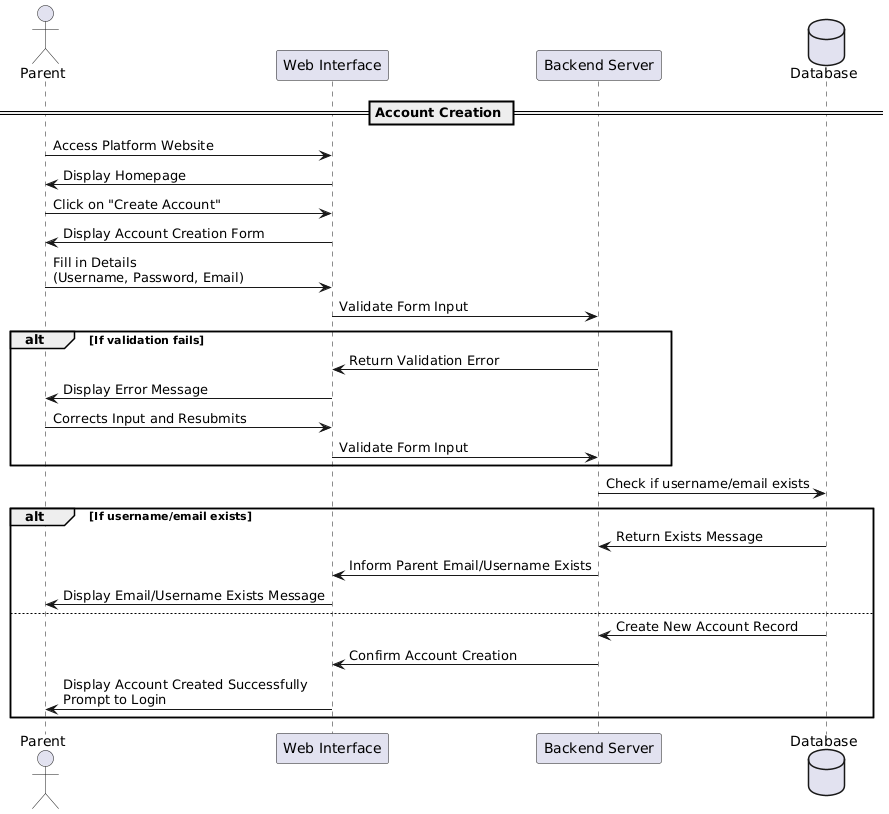 Parent
Web Interface
Backend Server
Database
Account Creation
Access Platform Website
Display Homepage
Click on "Create Account"
Display Account Creation Form
Fill in Details
(Username, Password, Email)
Validate Form Input
alt
[If validation fails]
Return Validation Error
Display Error Message
Corrects Input and Resubmits
Validate Form Input
Check if username/email exists
alt
[If username/email exists]
Return Exists Message
Inform Parent Email/Username Exists
Display Email/Username Exists Message
Create New Account Record
Confirm Account Creation
Display Account Created Successfully
Prompt to Login
Parent
Web Interface
Backend Server
Database